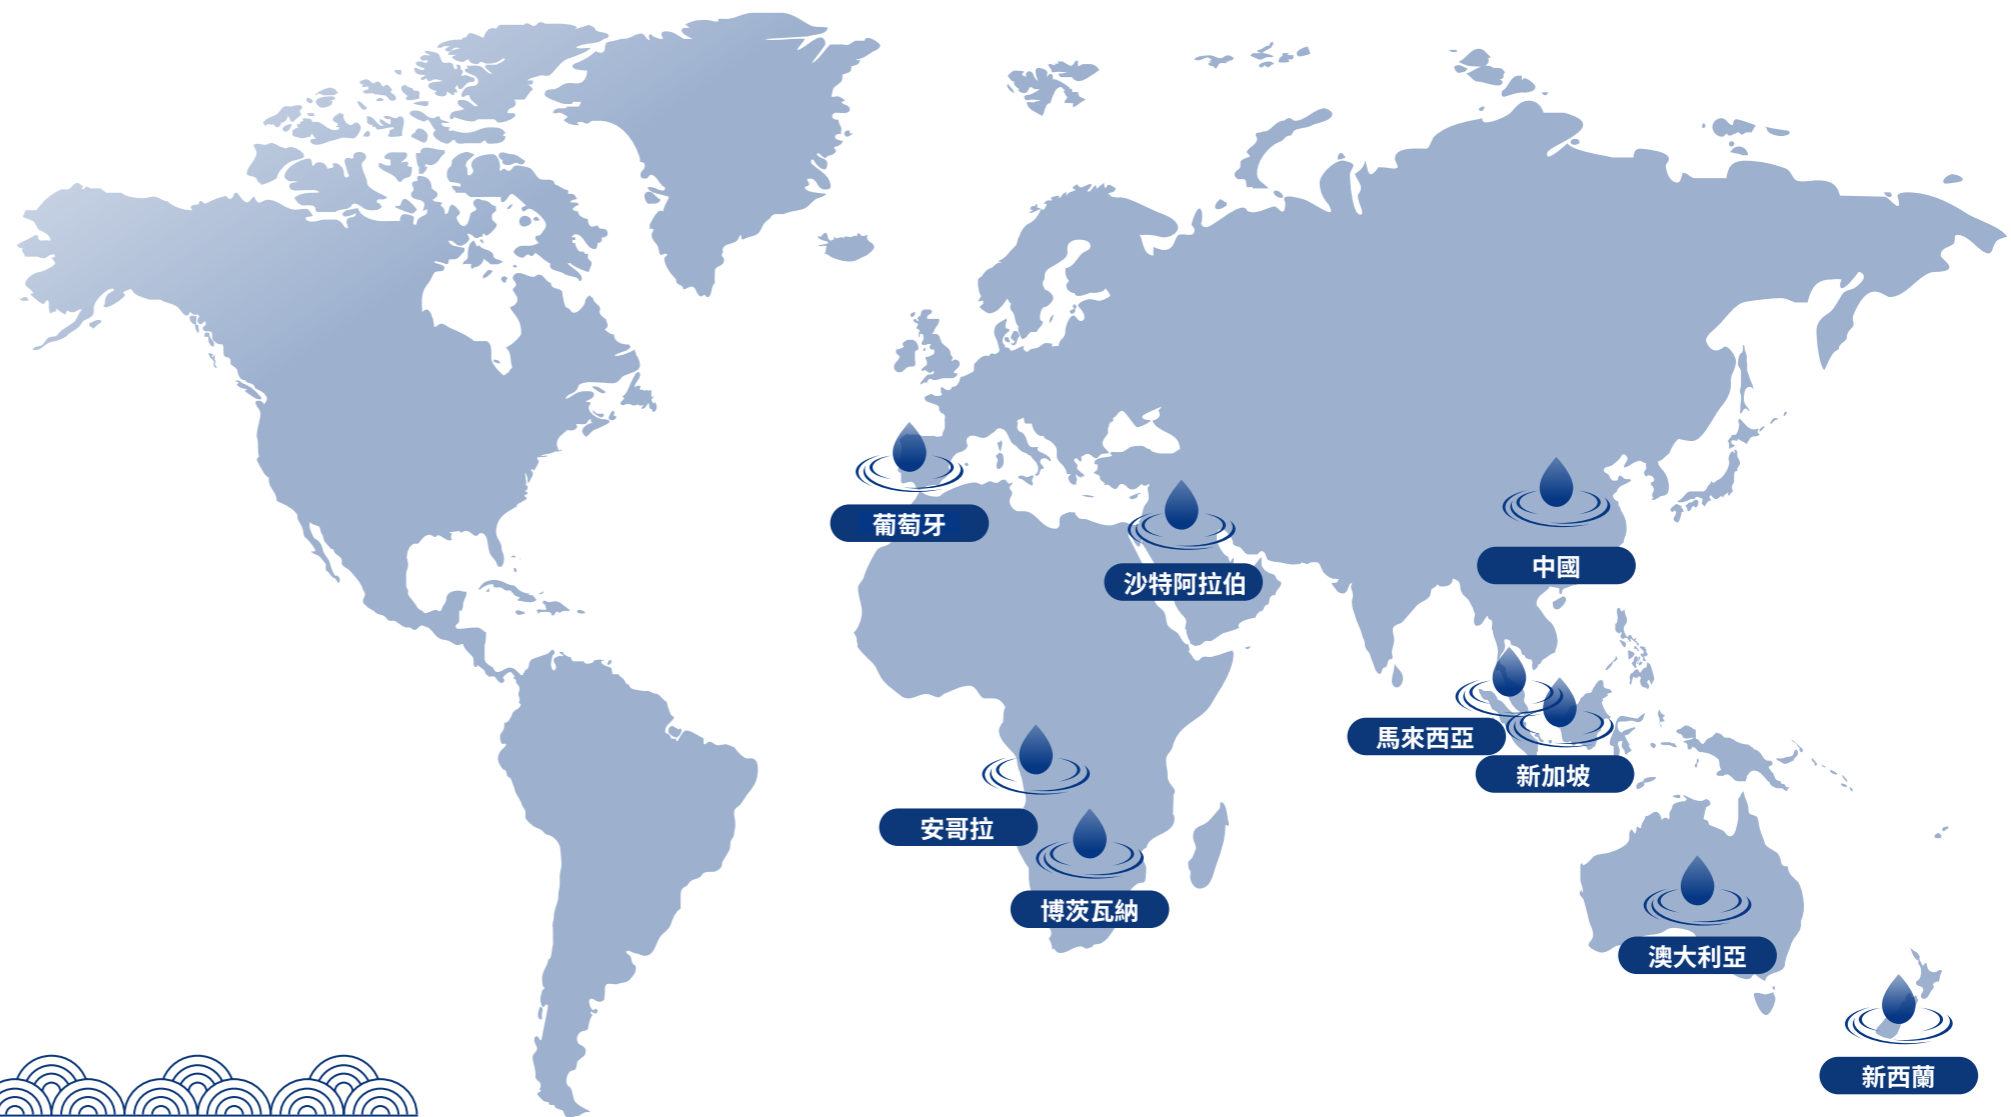 葡萄牙
中國
沙特阿拉伯
馬來西亞
新加坡
安哥拉
博茨瓦納
澳大利亞
新西蘭